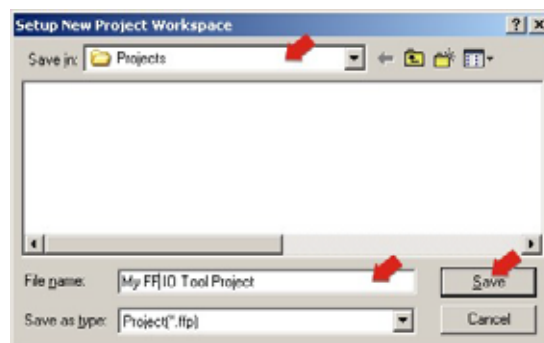 Setup New Project Workspace
Save in: Projects
File name: My FF|IO Tool Project Save
Save as type: Project(*.ffp) Cancel